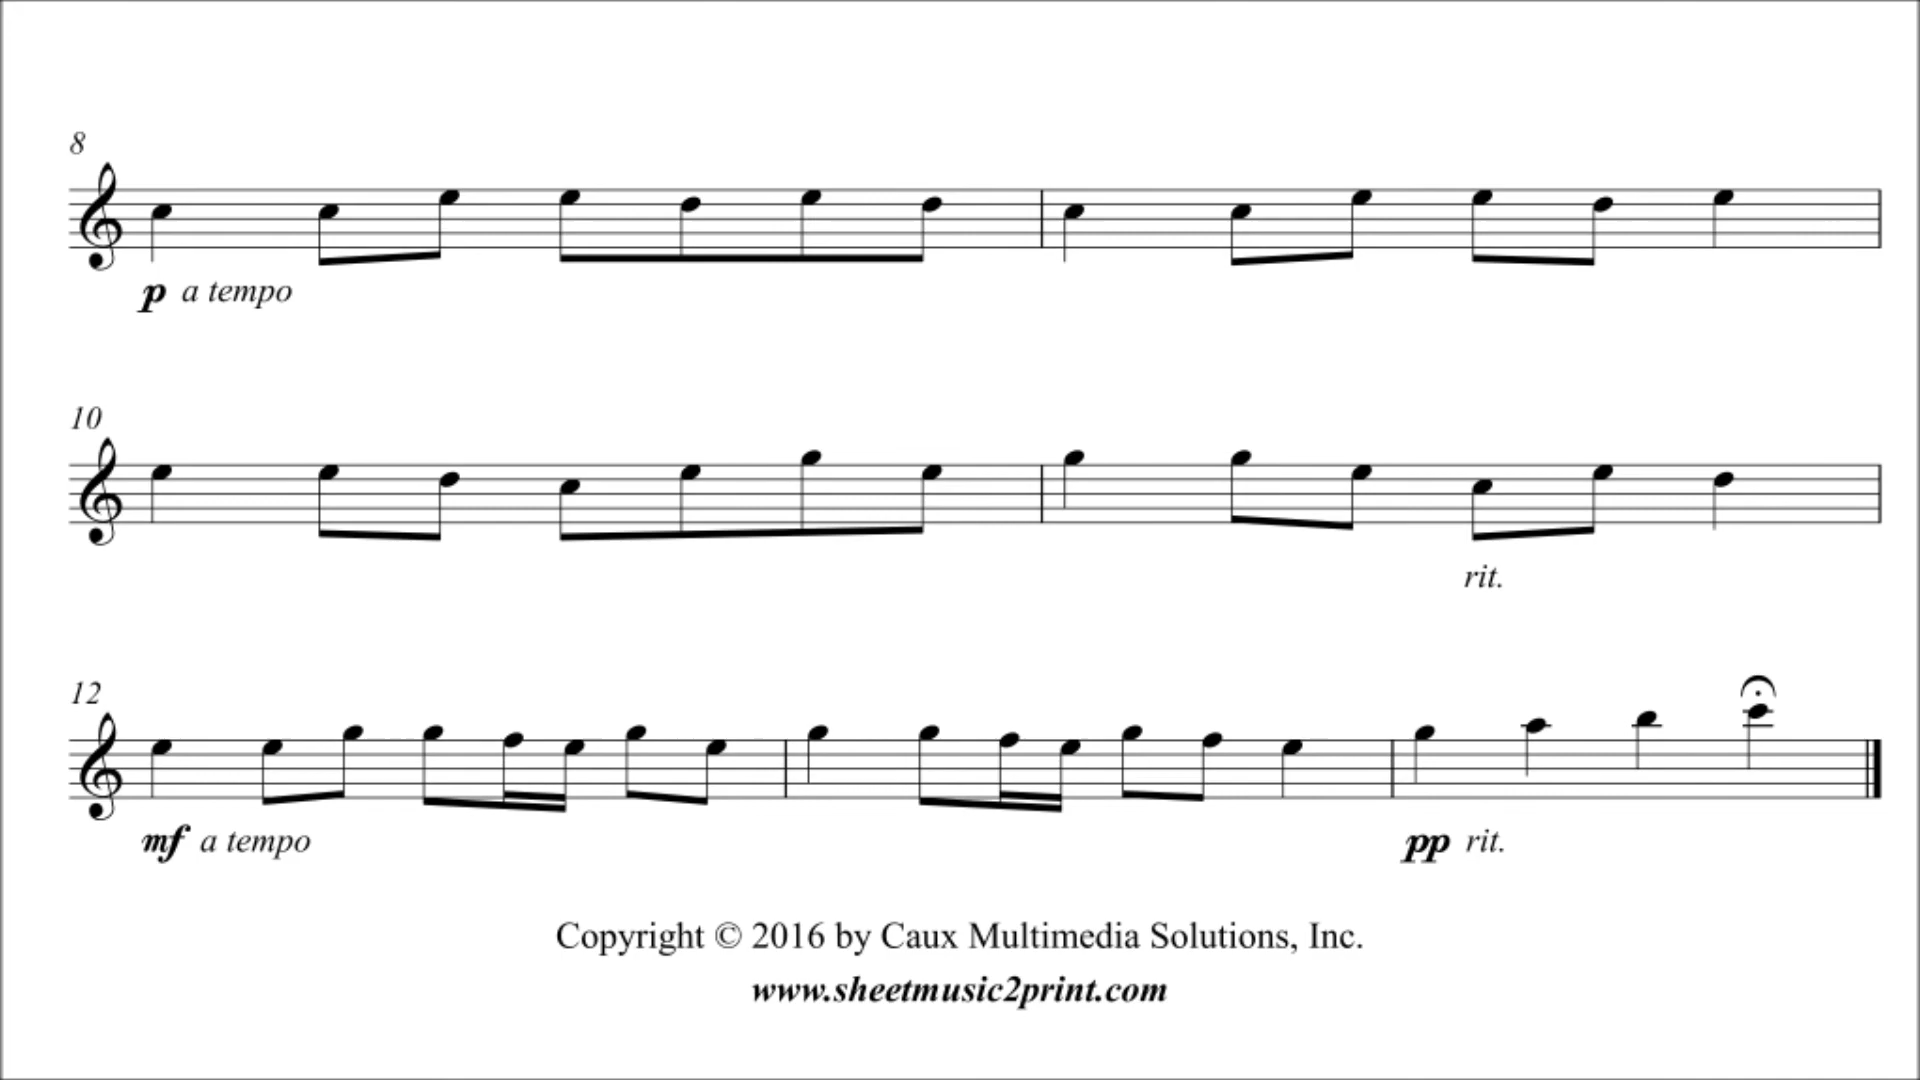 8
p a tempo
10
rit.
12
mf a tempo
pp rit.
Copyright © 2016 by Caux Multimedia Solutions, Inc.
www.sheetmusic2print.com